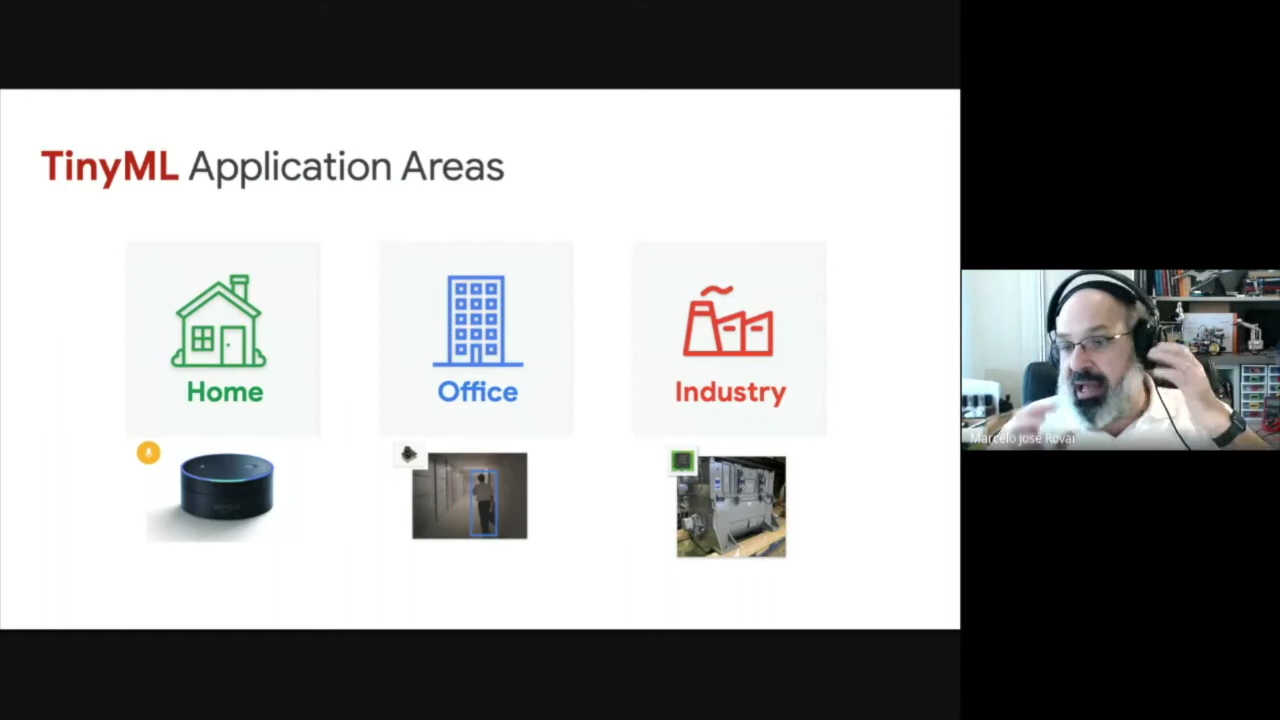 TinyML Application Areas
Home
Office
Industry
Marcelo José Rovai